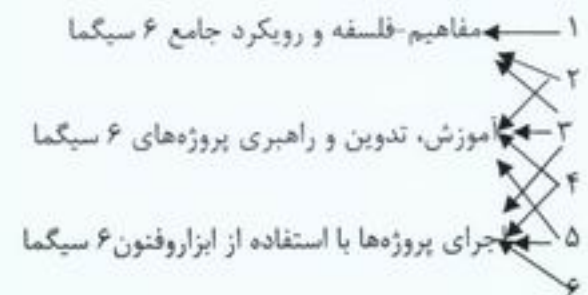 ۱ مفاهیم-فلسفه و رویکرد جامع ۶ سیگما
۲
۳ آموزش، تدوین و راهبری پروژه‌های ۶ سیگما
۴
۵ اجرای پروژه‌ها با استفاده از ابزاروفنون۶ سیگما
۶